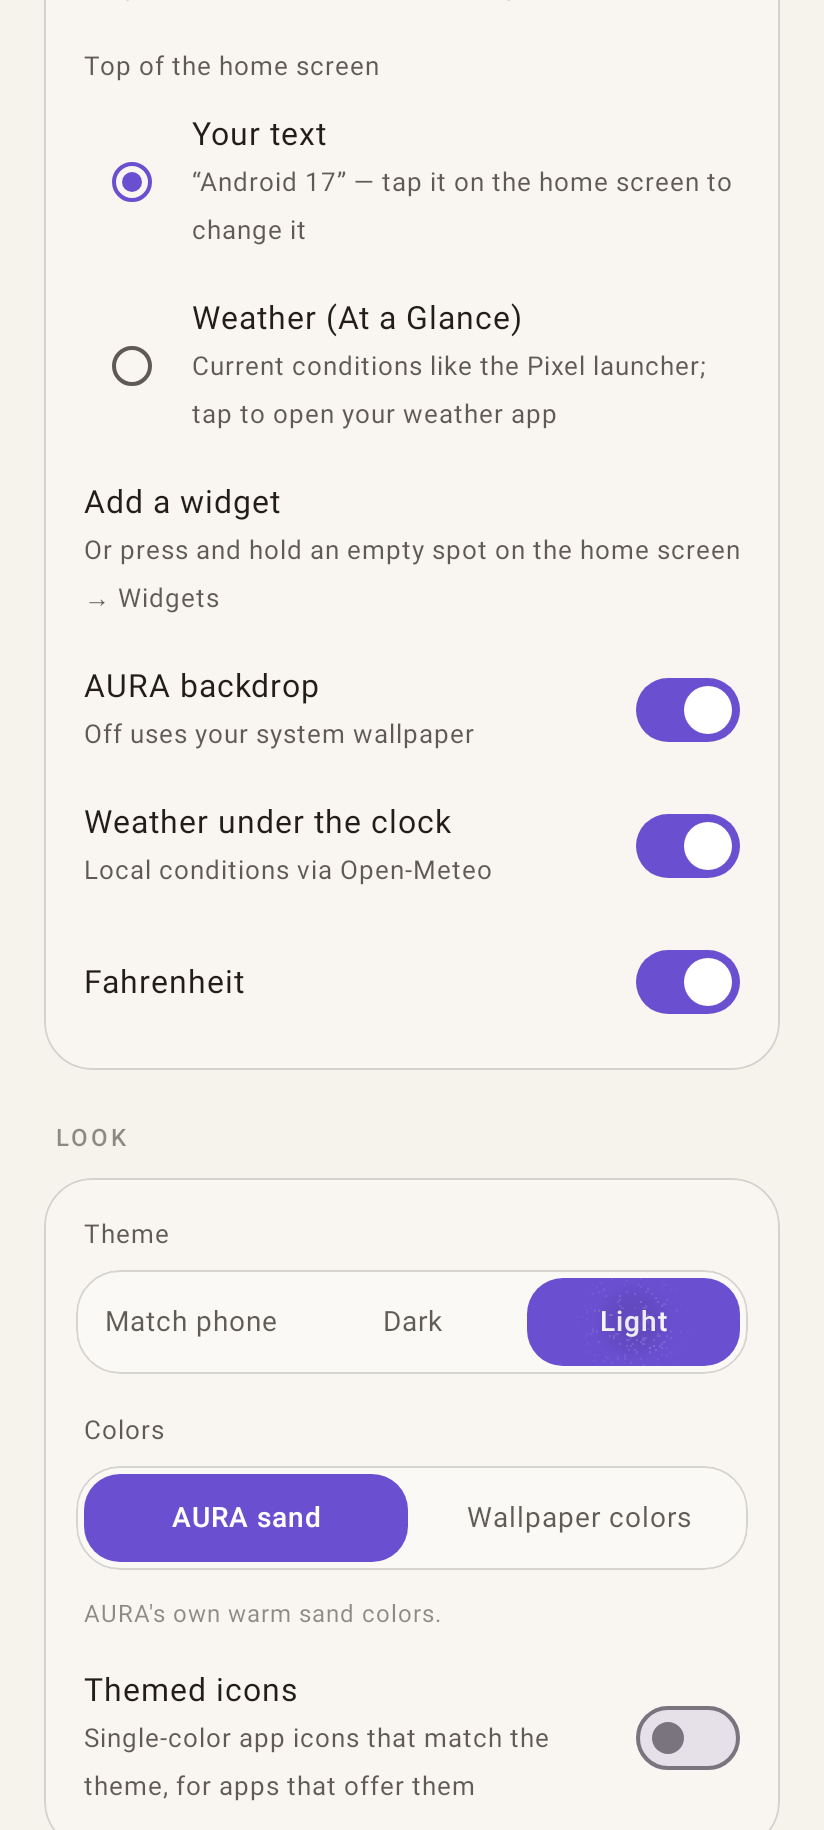 Top of the home screen
Your text
“Android 17” — tap it on the home screen to
change it
Weather (At a Glance)
Current conditions like the Pixel launcher;
tap to open your weather app
Add a widget
Or press and hold an empty spot on the home screen
→ Widgets
AURA backdrop
Off uses your system wallpaper
Weather under the clock
Local conditions via Open-Meteo
Fahrenheit
LOOK
Theme
Match phone Dark Light
Colors
AURA sand Wallpaper colors
AURA's own warm sand colors.
Themed icons
Single-color app icons that match the
theme, for apps that offer them